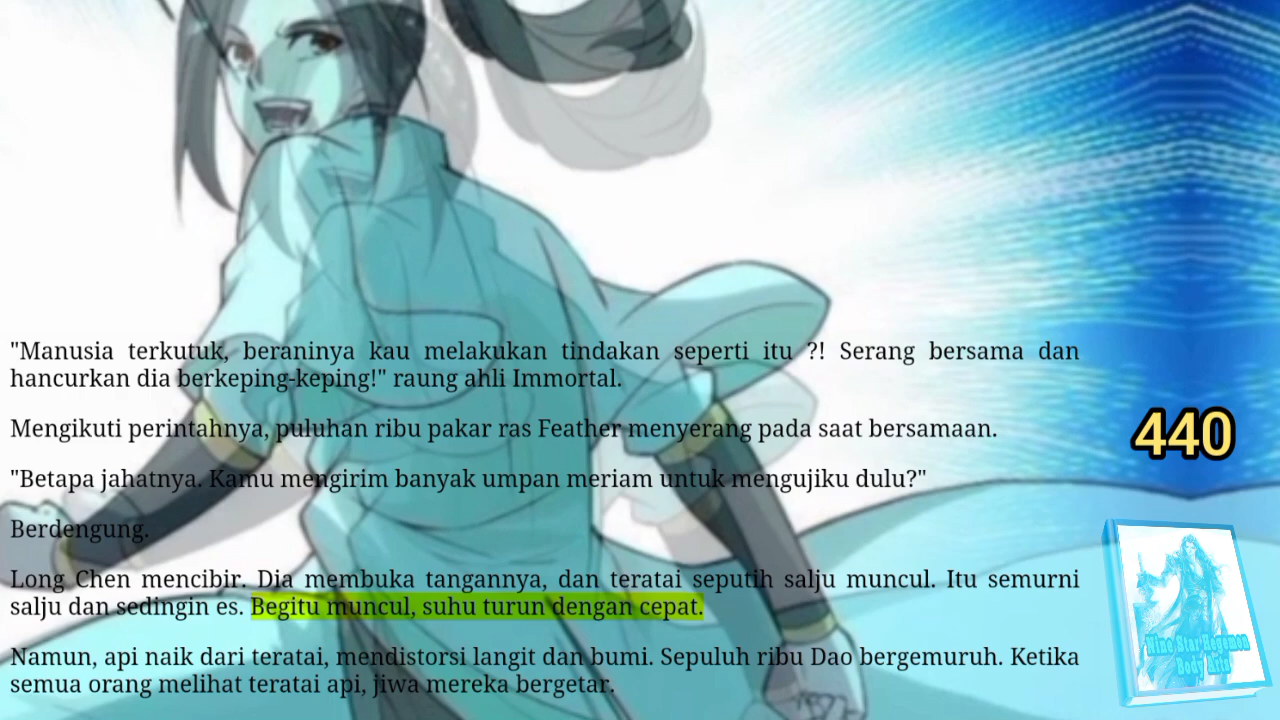 "Manusia terkutuk, beraninya kau melakukan tindakan seperti itu ?! Serang bersama dan
hancurkan dia berkeping-keping!" raung ahli Immortal.
Mengikuti perintahnya, puluhan ribu pakar ras Feather menyerang pada saat bersamaan.
"Betapa jahatnya. Kamu mengirim banyak umpan meriam untuk mengujiku dulu?"
Berdengung.
Long Chen mencibir. Dia membuka tangannya, dan teratai seputih salju muncul. Itu semurni
salju dan sedingin es. Begitu muncul, suhu turun dengan cepat.
Namun, api naik dari teratai, mendistorsi langit dan bumi. Sepuluh ribu Dao bergemuruh. Ketika
semua orang melihat teratai api, jiwa mereka bergetar.
440
Nine Star Hegemon
Body Arts